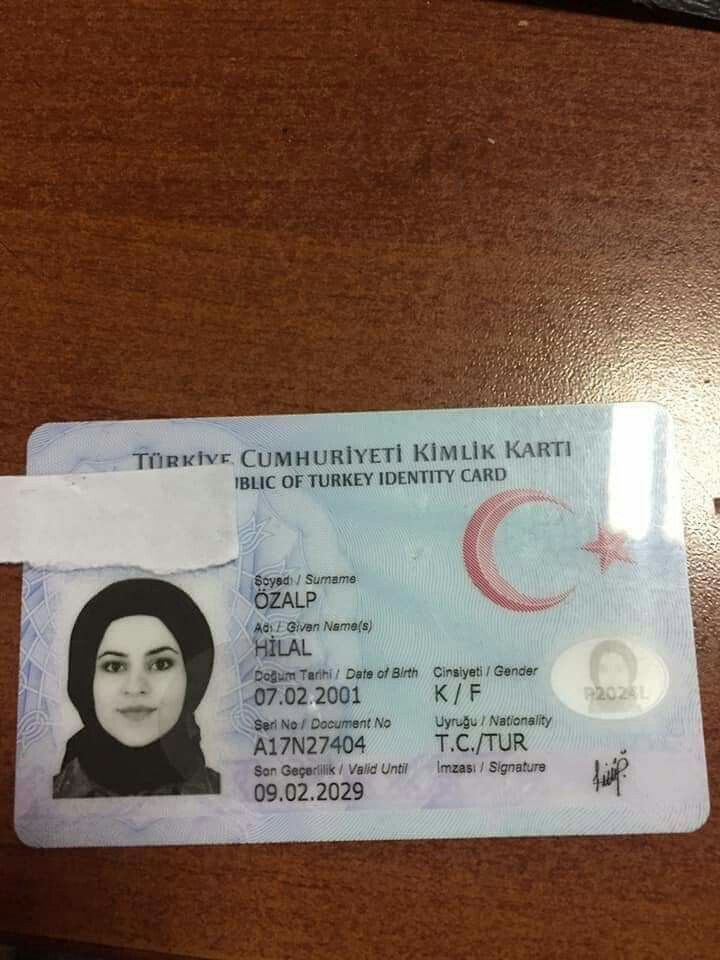 TÜRKİYE CUMHURİYETİ KİMLİK KARTI
UBLIC OF TURKEY IDENTITY CARD
Soyadı / Surname
ÖZALP
Adı / Given Name(s)
HİLAL
Doğum Tarihi / Date of Birth Cinsiyeti / Gender
07.02.2001 K / F
Seri No / Document No Uyruğu / Nationality
A17N27404 T.C./TUR
Son Geçerlilik / Valid Until İmzası / Signature
09.02.2029